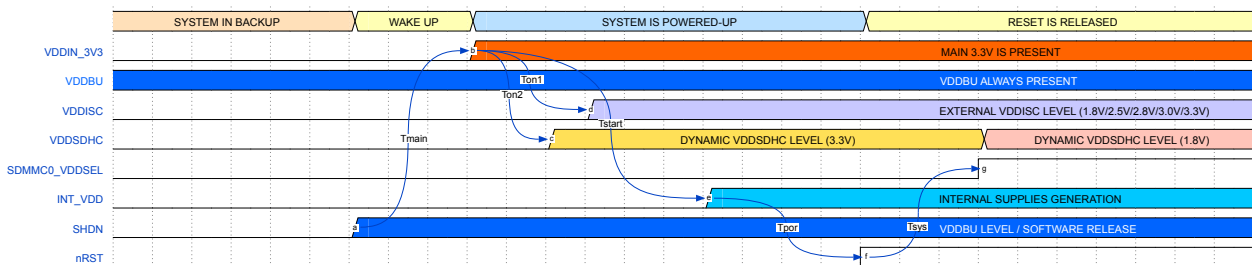 SYSTEM IN BACKUP WAKE UP SYSTEM IS POWERED-UP RESET IS RELEASED
VDDIN_3V3 b MAIN 3.3V IS PRESENT
VDDBU Ton1 VDDBU ALWAYS PRESENT
Ton2
VDDISC d EXTERNAL VDDISC LEVEL (1.8V/2.5V/2.8V/3.0V/3.3V)
Tstart
VDDSDHC Tmain c DYNAMIC VDDSDHC LEVEL (3.3V) DYNAMIC VDDSDHC LEVEL (1.8V)
SDMMC0_VDDSEL g
INT_VDD e INTERNAL SUPPLIES GENERATION
SHDN a Tpor Tsys VDDBU LEVEL / SOFTWARE RELEASE
nRST f